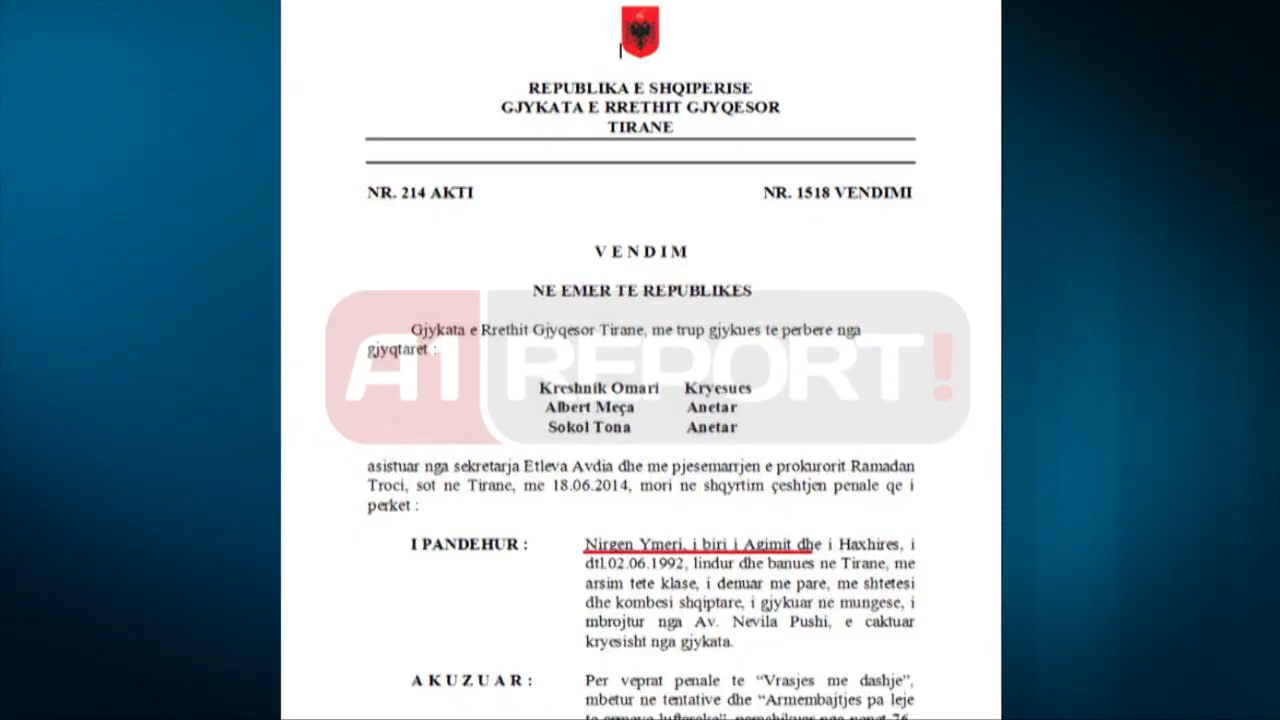 REPUBLIKA E SHQIPERISE
GJYKATA E RRETHIT GJYQESOR
TIRANE
NR. 214 AKTI NR. 1518 VENDIMI
V E N D I M
NE EMER TE REPUBLIKES
Gjykata e Rrethit Gjyqesor Tirane, me trup gjykues te perbere nga
gjyqtaret :
A1 REPORT!
Kreshnik Omari Kryesues
Albert Meça Anetar
Sokol Tona Anetar
asistuar nga sekretarja Etleva Avdia dhe me pjesemarrjen e prokurorit Ramadan
Troci, sot ne Tirane, me 18.06.2014, mori ne shqyrtim çeshtjen penale qe i
perket :
I PANDEHUR : Nirgen Ymeri, i biri i Agimit dhe i Haxhires, i
dtl.02.06.1992, lindur dhe banues ne Tirane, me
arsim tete klase, i denuar me pare, me shtetesi
dhe kombesi shqiptare, i gjykuar ne mungese, i
mbrojtur nga Av. Nevila Pushi, e caktuar
kryesisht nga gjykata.
A K U Z U A R : Per veprat penale te “Vrasjes me dashje”,
mbetur ne tentative dhe “Armembajtjes pa leje